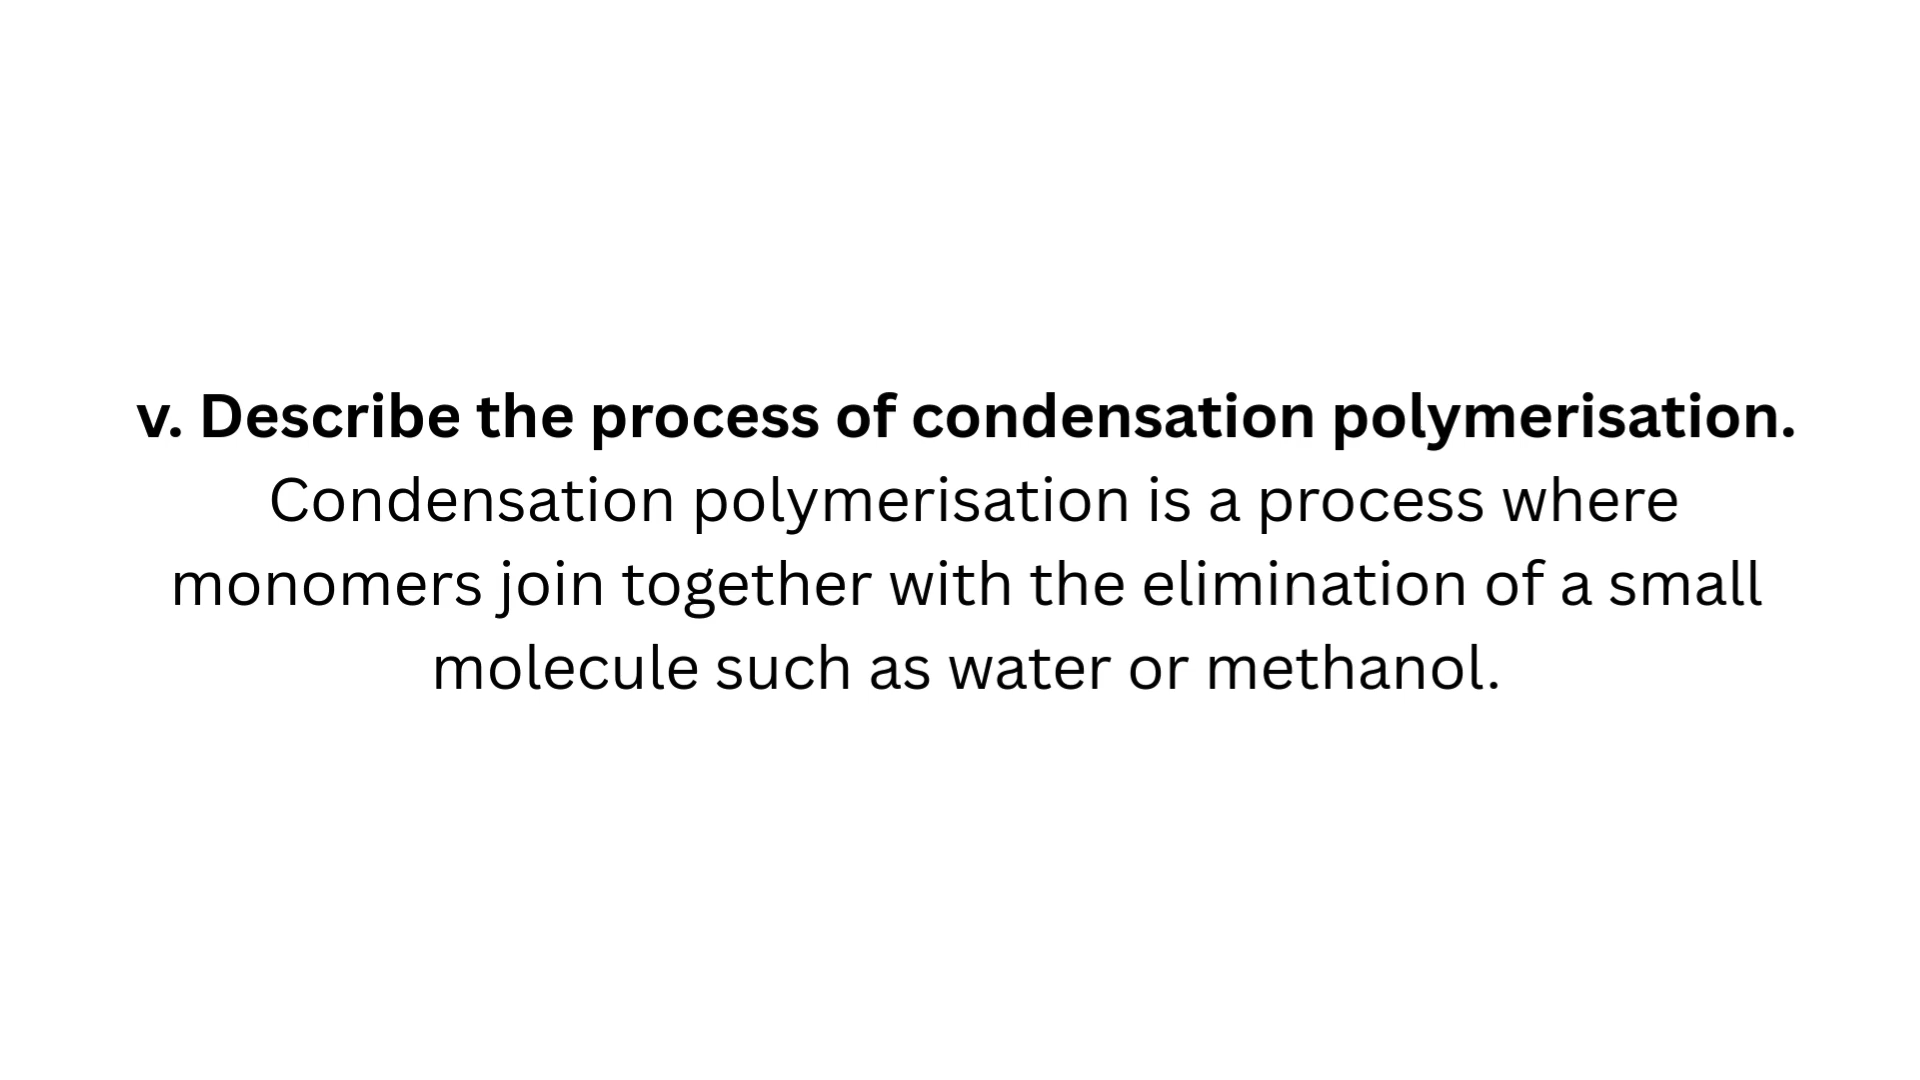 v. Describe the process of condensation polymerisation.
Condensation polymerisation is a process where
monomers join together with the elimination of a small
molecule such as water or methanol.